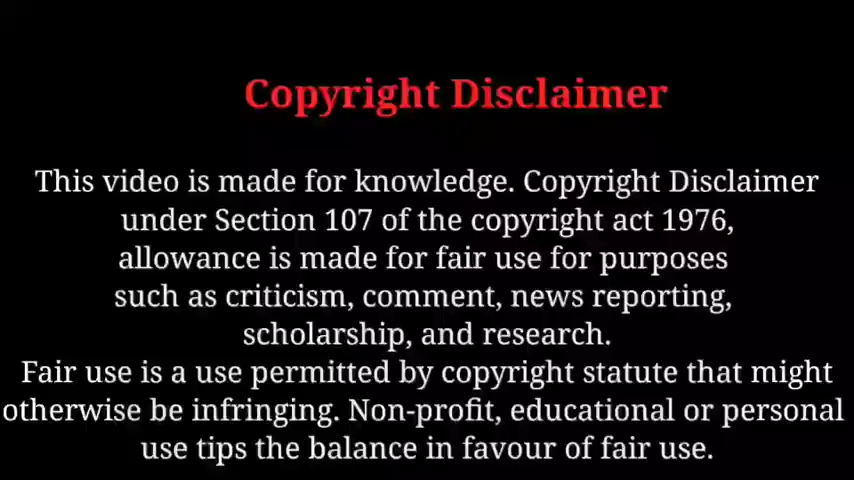 Copyright Disclaimer
This video is made for knowledge. Copyright Disclaimer
under Section 107 of the copyright act 1976,
allowance is made for fair use for purposes
such as criticism, comment, news reporting,
scholarship, and research.
Fair use is a use permitted by copyright statute that might
otherwise be infringing. Non-profit, educational or personal
use tips the balance in favour of fair use.